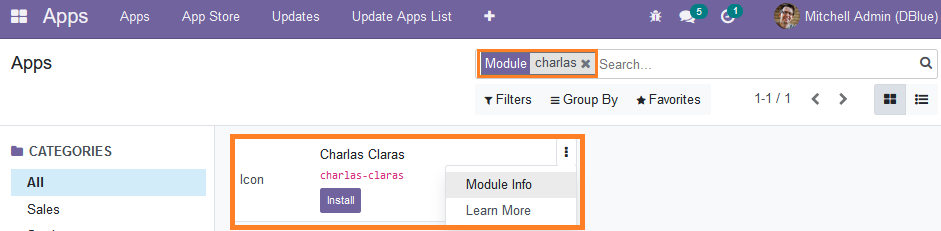 Apps Apps App Store Updates Update Apps List + 5 1 Mitchell Admin (DBlue)
Apps Module charlas × Search...
Filters Group By Favorites 1-1 / 1
CATEGORIES
All
Sales
Icon
Charlas Claras
charlas-claras
Install
Module Info
Learn More